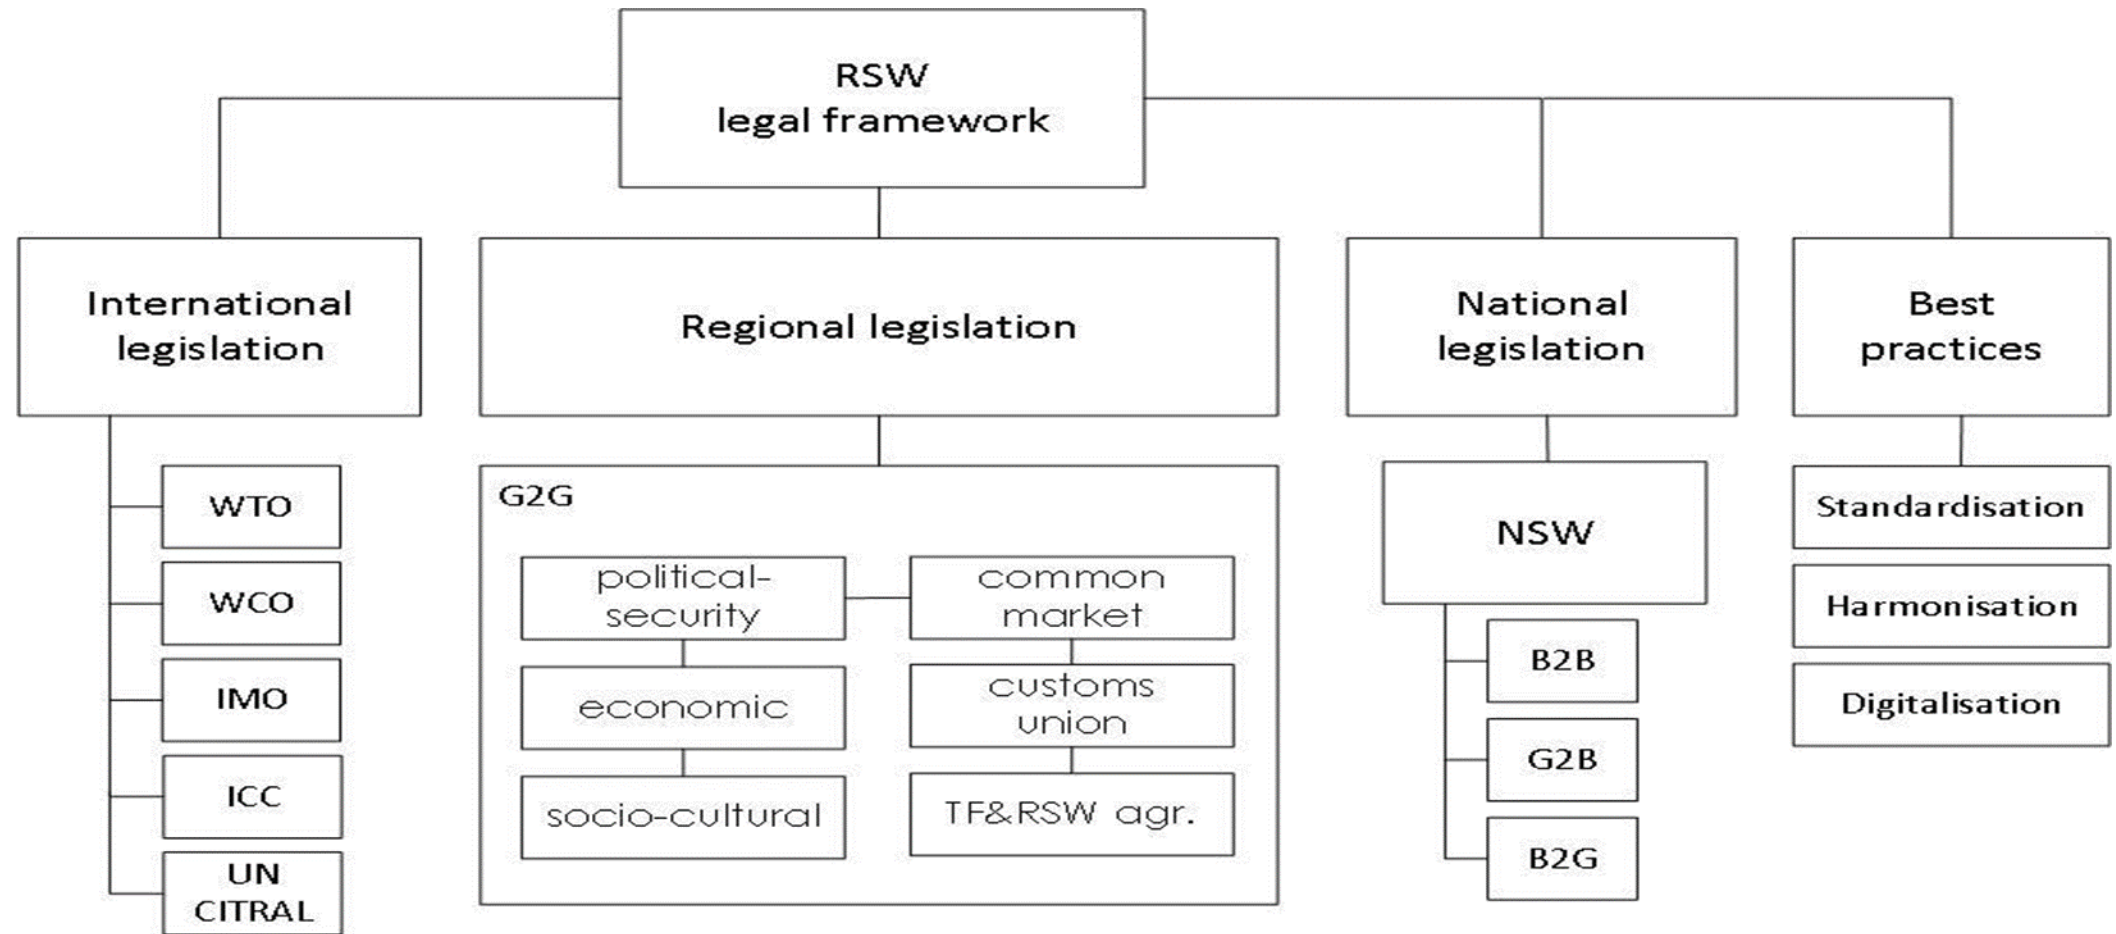 RSW
legal framework
International
legislation
Regional legislation
National
legislation
Best
practices
WTO
WCO
IMO
ICC
UN
CITRAL
G2G
political-
security
economic
socio-cultural
common
market
customs
union
TF&RSW agr.
NSW
B2B
G2B
B2G
Standardisation
Harmonisation
Digitalisation